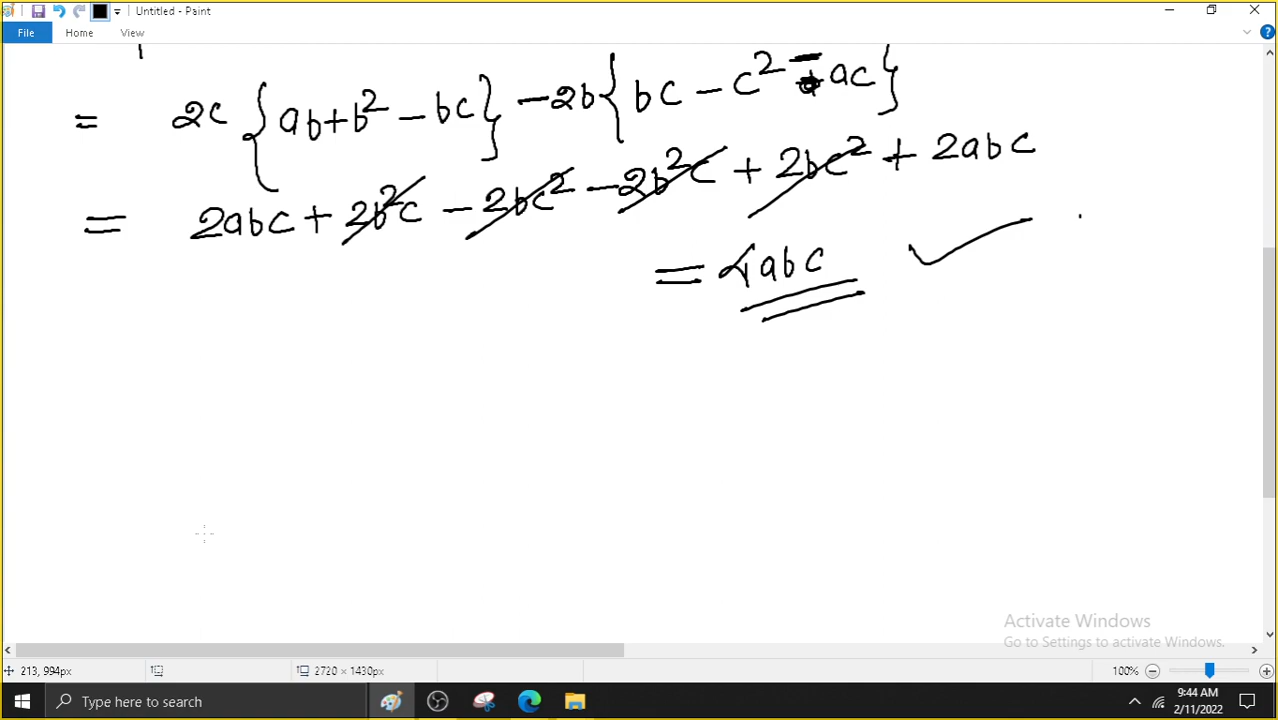 Untitled - Paint
File Home View
= 2c {ab+b² - bc} - 2b {bc - c² - ac}
= 2abc + 2b²c - 2bc² - 2b²c + 2bc² + 2abc
= 4abc
Activate Windows
Go to Settings to activate Windows.
213, 994px 2720 × 1430px 100%
Type here to search
9:44 AM
2/11/2022